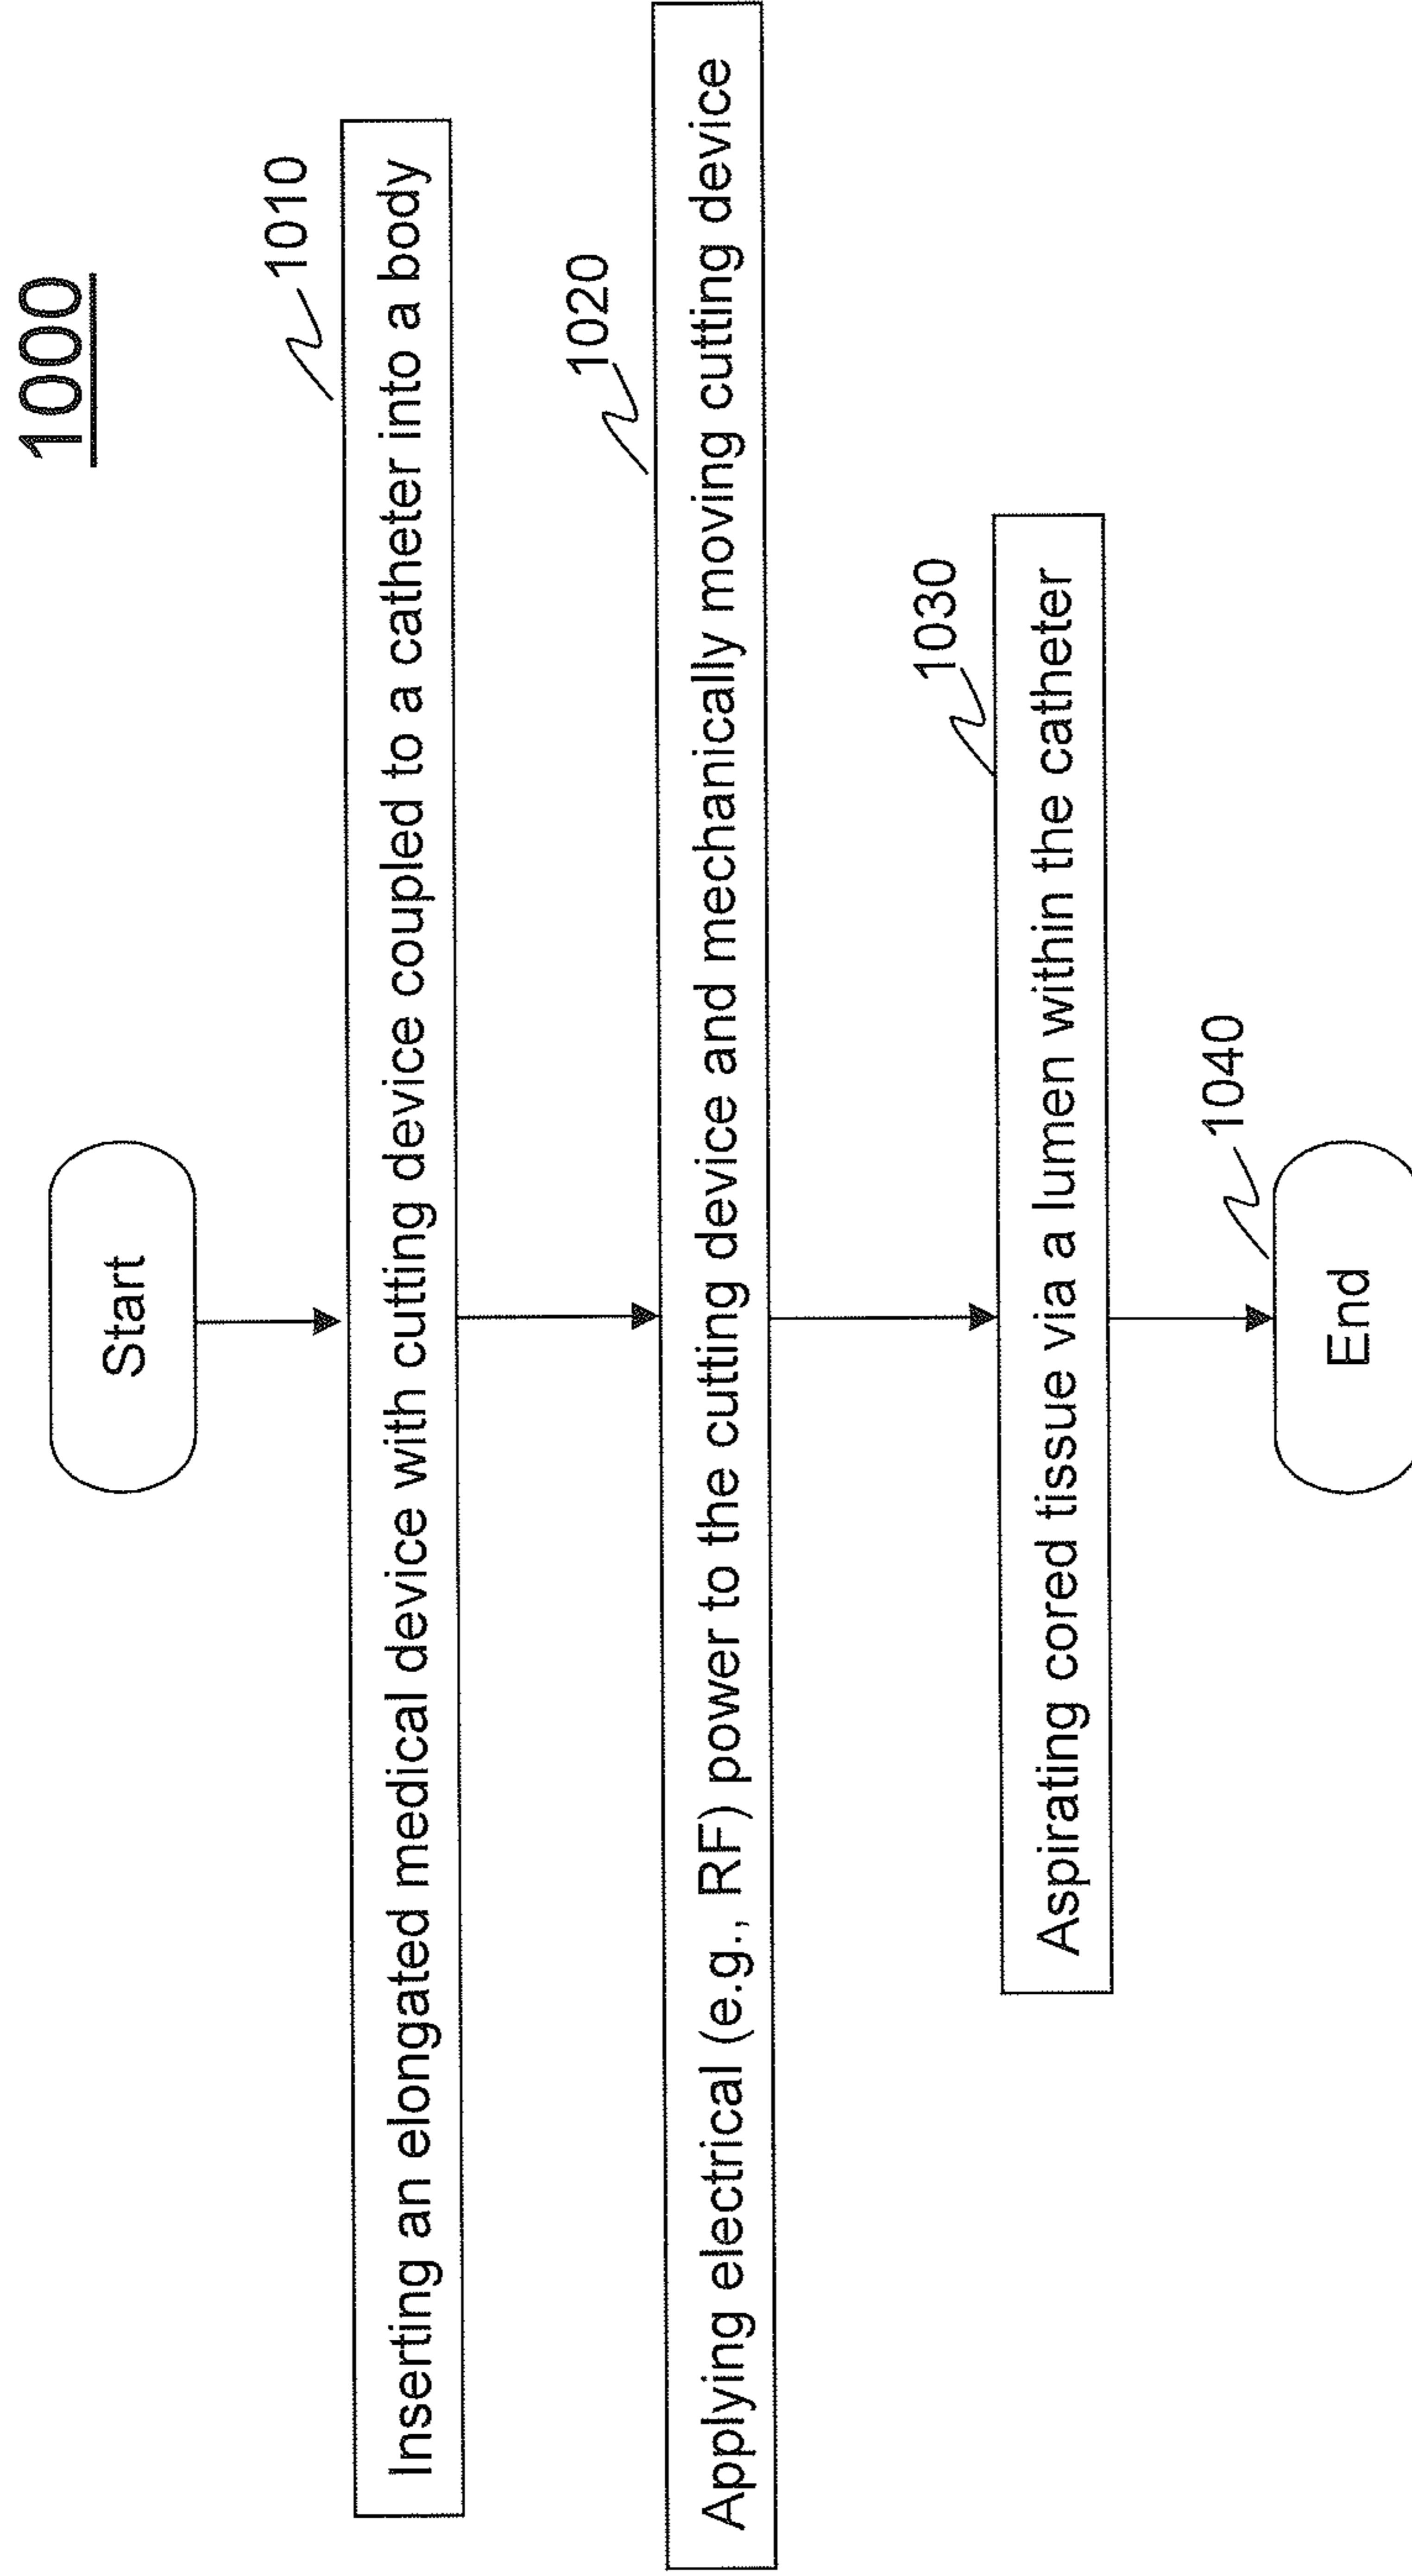 1000
Start
1010
Inserting an elongated medical device with cutting device coupled to a catheter into a body
1020
Applying electrical (e.g., RF) power to the cutting device and mechanically moving cutting device
1030
Aspirating cored tissue via a lumen within the catheter
1040
End